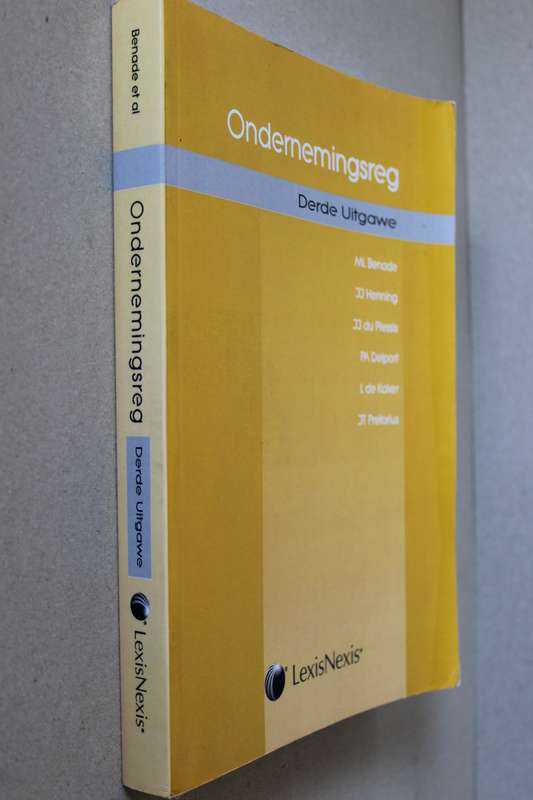 Benade et al
Ondernemingsreg
Derde Uitgawe
LexisNexis®
Ondernemingsreg
Derde Uitgawe
ML Benade
JJ Henning
JJ du Plessis
PA Delport
L de Koker
JT Pretorius
LexisNexis®